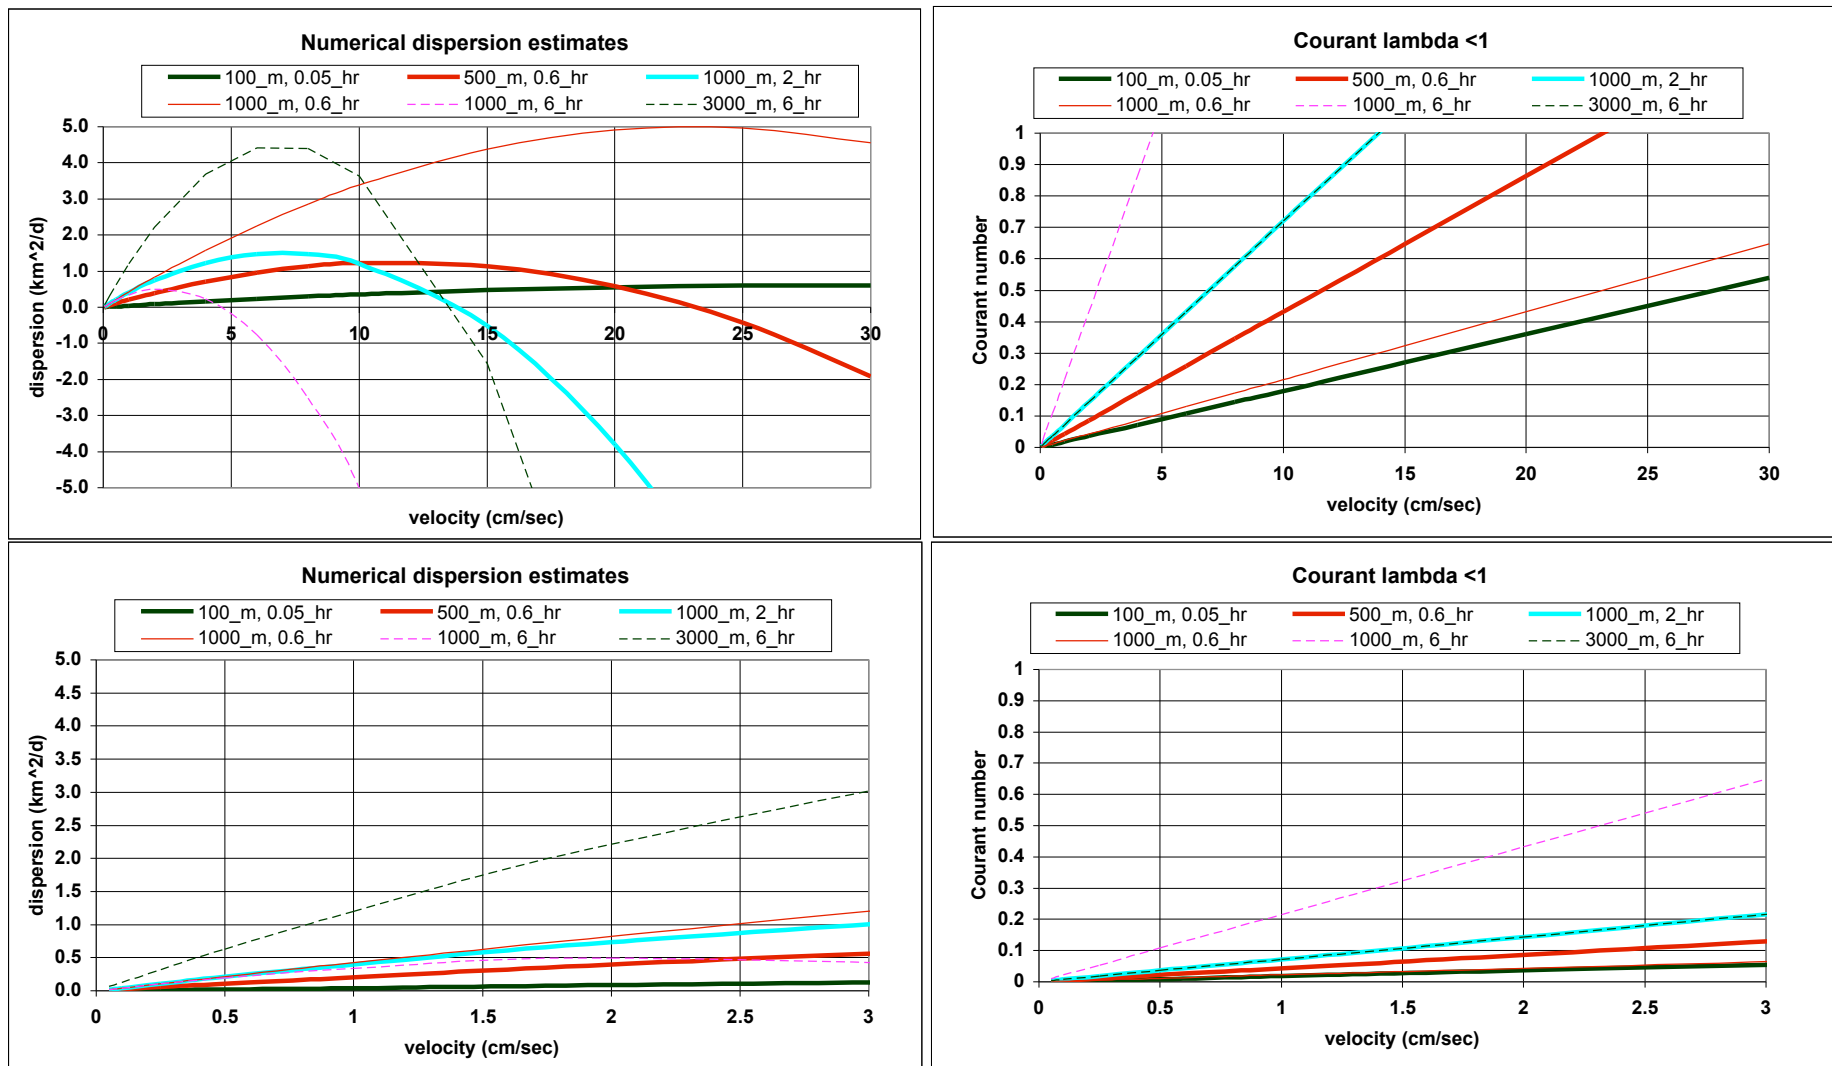 Numerical dispersion estimates
100_m, 0.05_hr 500_m, 0.6_hr 1000_m, 2_hr
1000_m, 0.6_hr 1000_m, 6_hr 3000_m, 6_hr
dispersion (km^2/d)
5.0
4.0
3.0
2.0
1.0
0.0
-1.0
-2.0
-3.0
-4.0
-5.0
0 5 10 15 20 25 30
velocity (cm/sec)
Courant lambda <1
100_m, 0.05_hr 500_m, 0.6_hr 1000_m, 2_hr
1000_m, 0.6_hr 1000_m, 6_hr 3000_m, 6_hr
Courant number
1
0.9
0.8
0.7
0.6
0.5
0.4
0.3
0.2
0.1
0
0 5 10 15 20 25 30
velocity (cm/sec)
Numerical dispersion estimates
100_m, 0.05_hr 500_m, 0.6_hr 1000_m, 2_hr
1000_m, 0.6_hr 1000_m, 6_hr 3000_m, 6_hr
dispersion (km^2/d)
5.0
4.5
4.0
3.5
3.0
2.5
2.0
1.5
1.0
0.5
0.0
0 0.5 1 1.5 2 2.5 3
velocity (cm/sec)
Courant lambda <1
100_m, 0.05_hr 500_m, 0.6_hr 1000_m, 2_hr
1000_m, 0.6_hr 1000_m, 6_hr 3000_m, 6_hr
Courant number
1
0.9
0.8
0.7
0.6
0.5
0.4
0.3
0.2
0.1
0
0 0.5 1 1.5 2 2.5 3
velocity (cm/sec)